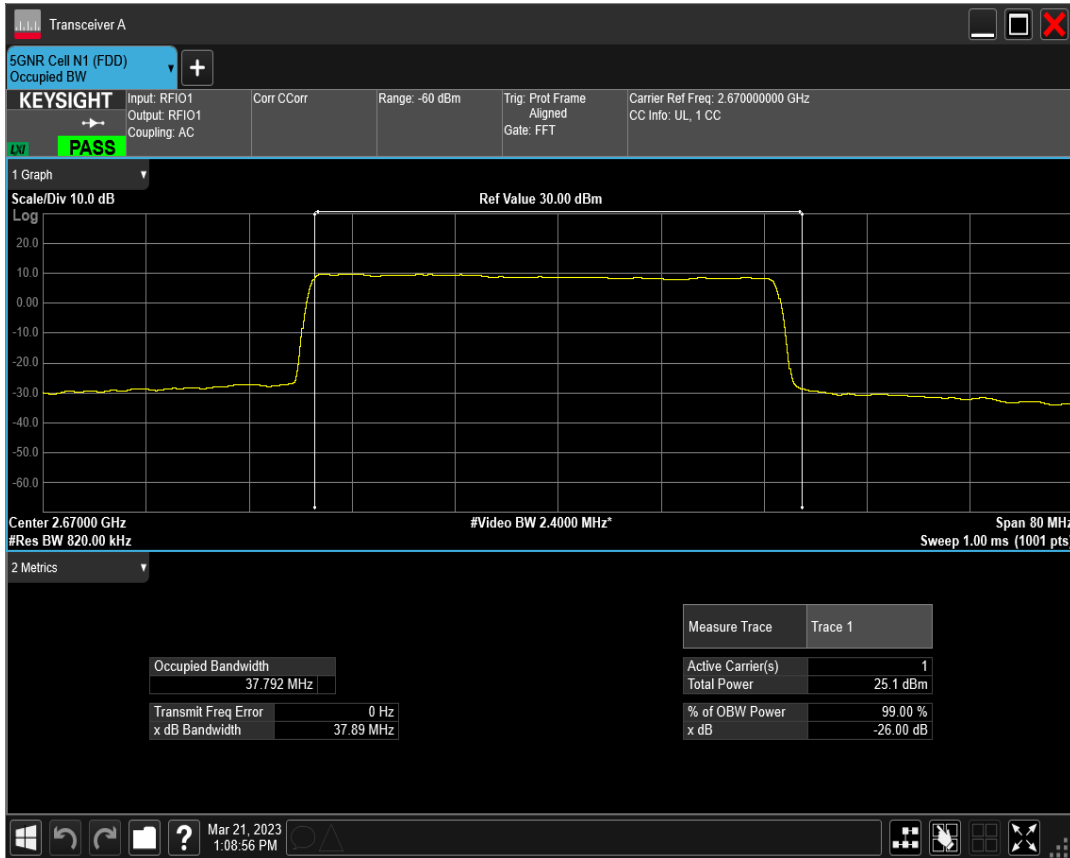 Transceiver A
5GNR Cell N1 (FDD)
Occupied BW
+
KEYSIGHT
LXI
PASS
Input: RFIO1
Output: RFIO1
Coupling: AC
Corr CCorr
Range: -60 dBm
Trig: Prot Frame
Aligned
Gate: FFT
Carrier Ref Freq: 2.670000000 GHz
CC Info: UL, 1 CC
1 Graph
Scale/Div 10.0 dB
Ref Value 30.00 dBm
Log
20.0
10.0
0.00
-10.0
-20.0
-30.0
-40.0
-50.0
-60.0
Center 2.67000 GHz
#Video BW 2.4000 MHz*
Span 80 MHz
#Res BW 820.00 kHz
Sweep 1.00 ms (1001 pts)
2 Metrics
Measure Trace Trace 1
Occupied Bandwidth
37.792 MHz
Active Carrier(s) 1
Total Power 25.1 dBm
Transmit Freq Error 0 Hz
x dB Bandwidth 37.89 MHz
% of OBW Power 99.00 %
x dB -26.00 dB
?
Mar 21, 2023
1:08:56 PM